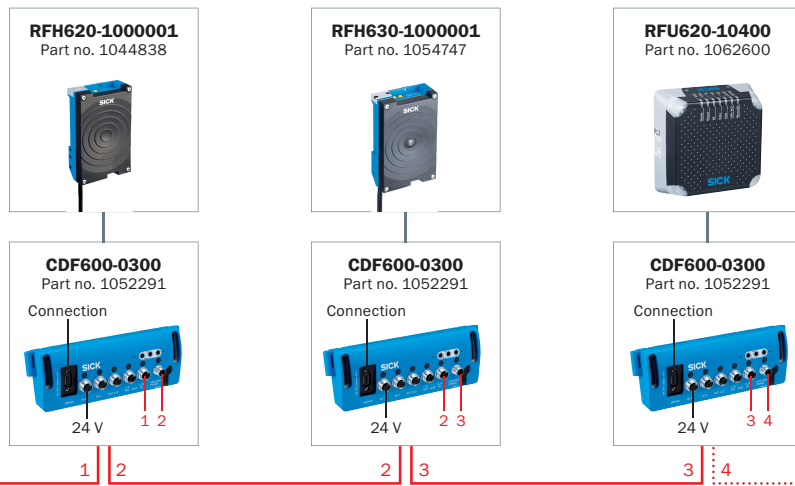 RFH620-1000001
Part no. 1044838
SICK
RFH630-1000001
Part no. 1054747
SICK
RFU620-10400
Part no. 1062600
SICK
CDF600-0300
Part no. 1052291
Connection
SICK
1 2
24 V
CDF600-0300
Part no. 1052291
Connection
SICK
2 3
24 V
CDF600-0300
Part no. 1052291
Connection
SICK
3 4
24 V
1 2
2 3
3 4